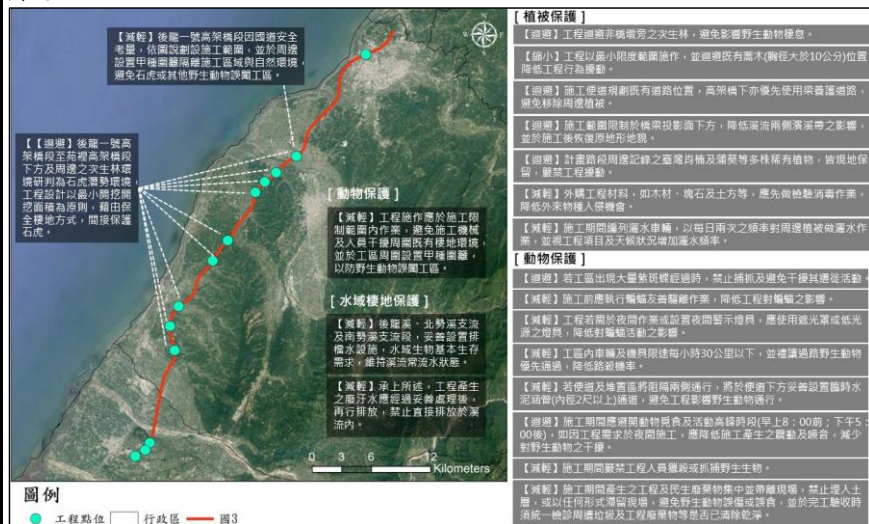 【減輕】後龍一號高架橋段因國道安全
考量，依圖說劃設施工範圍，並於周邊
設置甲種圍籬隔離施工區域與自然環境，
避免石虎或其他野生動物誤闖工區。
【【迴避】後龍一號高
架橋段至苑裡高架橋段
下方及周邊之次生林環
境研判為石虎潛勢環境，
工程設計以最小開挖開
挖面積為原則，藉由保
全棲地方式，間接保護
石虎。
[ 動物保護 ]
【減輕】工程施作應於施工限
制範圍內作業，避免施工機械
及人員干擾周圍既有棲地環境，
並於工區周圍設置甲種圍籬，
以防野生動物誤闖工區。
[ 水域棲地保護 ]
【減輕】後龍溪、北勢溪支流
及南勢溪支流段，妥善設置排
檔水設施，水域生物基本生存
需求，維持溪流常流水狀態。
【減輕】承上所述，工程產生
之廢汙水應經過妥善處理後，
再行排放，禁止直接排放於溪
流內。
0 3 6 12
Kilometers
圖例
工程點位 行政區 國3
[ 植被保護 ]
【迴避】工程迴避非橋墩旁之次生林，避免影響野生動物棲息。
【縮小】工程以最小限度範圍施作，並迴避既有喬木(胸徑大於10公分)位置
降低工程行為擾動。
【迴避】施工便道規劃既有道路位置，高架橋下亦優先使用梁養護道路，
避免移除周邊植被。
【迴避】施工範圍限制於橋梁投影面下方，降低溪流兩側濱溪帶之影響，
並於施工後恢復原地形地貌。
【迴避】計畫路段周邊記錄之臺灣肖楠及蒲葵等多株稀有植物，皆現地保
留，嚴禁工程擾動。
【減輕】外購工程材料，如木材、塊石及土方等，應先做檢驗消毒作業，
降低外來物種入侵機會。
【減輕】施工期間編列灑水車輛，以每日兩次之頻率對周邊植被做灑水作
業，並視工程項目及天候狀況增加灑水頻率。
[ 動物保護 ]
【迴避】若工區出現大量紫斑蝶經過時，禁止捕抓及避免干擾其遷徙活動。
【減輕】施工前應執行蝙蝠友善驅離作業，降低工程對蝙蝠之影響。
【減輕】工程若需於夜間作業或設置夜間警示燈具，應使用遮光罩或低光
源之燈具，降低對蝙蝠活動之影響。
【減輕】工區內車輛及機具限速每小時30公里以下，並禮讓過路野生動物
優先通過，降低路殺機率。
【減輕】若便道及堆置區將阻隔兩側通行，將於便道下方妥善設置臨時水
泥涵管(內徑2尺以上)通道，避免工程影響野生動物通行。
【迴避】施工期間應避開動物覓食及活動高峰時段(早上8：00前；下午5：
00後)，如因工程需求於夜間施工，應降低施工產生之震動及噪音，減少
對野生動物之干擾。
【減輕】施工期間嚴禁工程人員獵殺或抓捕野生生物。
【減輕】施工期間產生之工程及民生廢棄物集中並帶離現場，禁止埋入土
層，或以任何形式滯留現場，避免野生動物誤傷或誤食，並於完工驗收時
須統一檢診周遭垃圾及工程廢棄物等是否已清除乾淨。